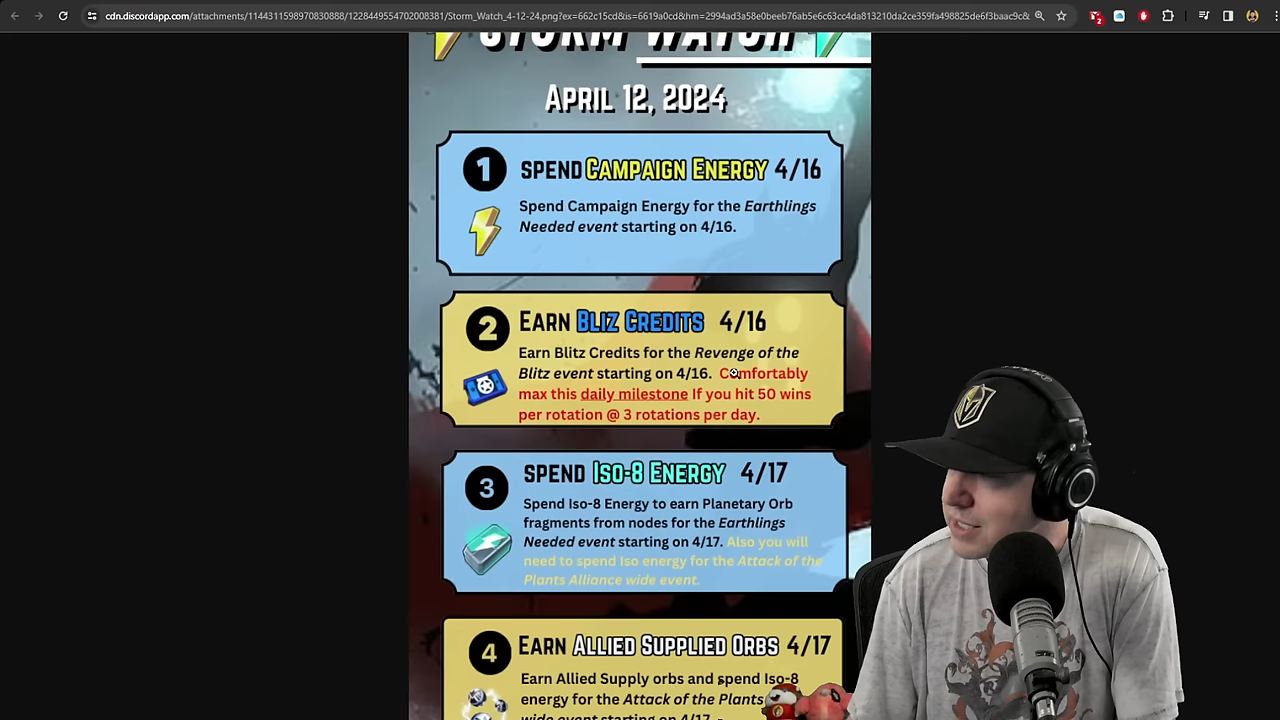 cdn.discordapp.com/attachments/1144311598970830888/1228449554702008381/Storm_Watch_4-12-24.png?ex=662c15cd&is=6619a0cd&hm=2994ad3a58e0beeb76ab5e6c63cc4da813210da2ce359fa498825de6f3baac9c&
2
STORM WATCH
APRIL 12, 2024
1 SPEND CAMPAIGN ENERGY 4/16
Spend Campaign Energy for the Earthlings
Needed event starting on 4/16.
2 EARN BLIZ CREDITS 4/16
Earn Blitz Credits for the Revenge of the
Blitz event starting on 4/16. Comfortably
max this daily milestone If you hit 50 wins
per rotation @ 3 rotations per day.
3 SPEND ISO-8 ENERGY 4/17
Spend Iso-8 Energy to earn Planetary Orb
fragments from nodes for the Earthlings
Needed event starting on 4/17. Also you will
need to spend Iso energy for the Attack of the
Plants Alliance wide event.
4 EARN ALLIED SUPPLIED ORBS 4/17
Earn Allied Supply orbs and spend Iso-8
energy for the Attack of the Plants
wide event starting on 4/17.